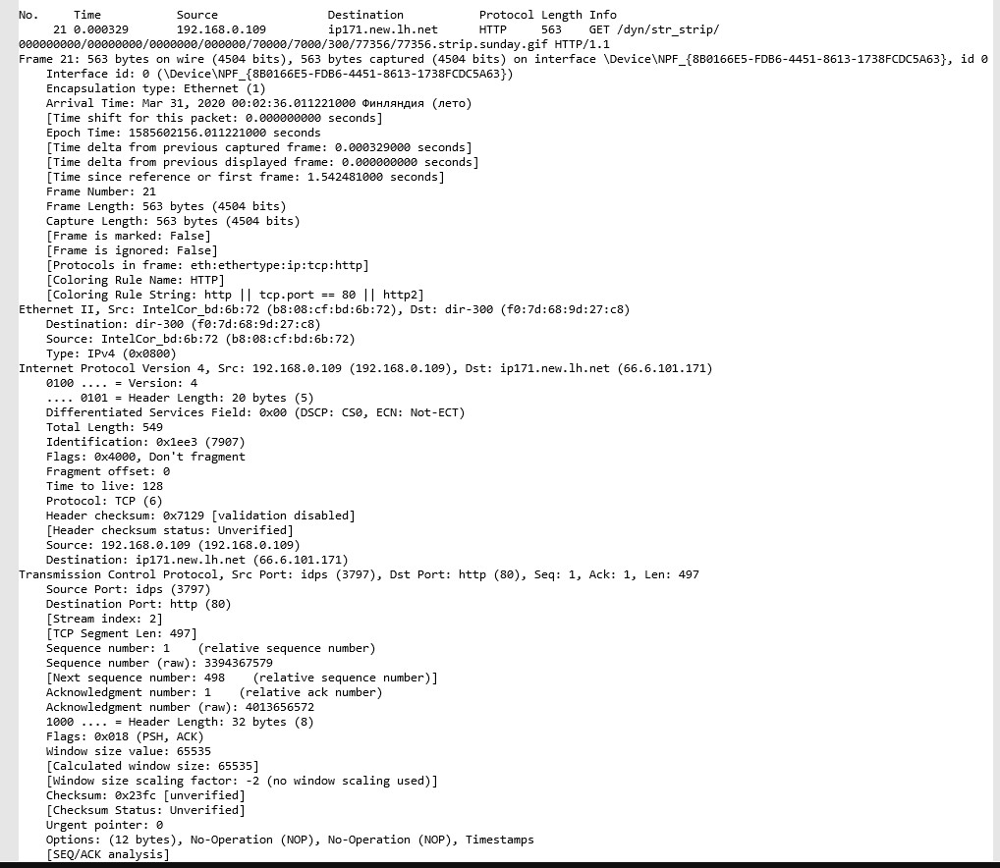 No.     Time           Source                Destination           Protocol Length Info
     21 0.000329       192.168.0.109         ip171.new.lh.net      HTTP     563    GET /dyn/str_strip/
000000000/00000000/0000000/000000/70000/7000/300/77356/77356.strip.sunday.gif HTTP/1.1
Frame 21: 563 bytes on wire (4504 bits), 563 bytes captured (4504 bits) on interface \Device\NPF_{8B0166E5-FDB6-4451-8613-1738FCDC5A63}, id 0
    Interface id: 0 (\Device\NPF_{8B0166E5-FDB6-4451-8613-1738FCDC5A63})
    Encapsulation type: Ethernet (1)
    Arrival Time: Mar 31, 2020 00:02:36.011221000 Финляндия (лето)
    [Time shift for this packet: 0.000000000 seconds]
    Epoch Time: 1585602156.011221000 seconds
    [Time delta from previous captured frame: 0.000329000 seconds]
    [Time delta from previous displayed frame: 0.000000000 seconds]
    [Time since reference or first frame: 1.542481000 seconds]
    Frame Number: 21
    Frame Length: 563 bytes (4504 bits)
    Capture Length: 563 bytes (4504 bits)
    [Frame is marked: False]
    [Frame is ignored: False]
    [Protocols in frame: eth:ethertype:ip:tcp:http]
    [Coloring Rule Name: HTTP]
    [Coloring Rule String: http || tcp.port == 80 || http2]
Ethernet II, Src: IntelCor_bd:6b:72 (b8:08:cf:bd:6b:72), Dst: dir-300 (f0:7d:68:9d:27:c8)
    Destination: dir-300 (f0:7d:68:9d:27:c8)
    Source: IntelCor_bd:6b:72 (b8:08:cf:bd:6b:72)
    Type: IPv4 (0x0800)
Internet Protocol Version 4, Src: 192.168.0.109 (192.168.0.109), Dst: ip171.new.lh.net (66.6.101.171)
    0100 .... = Version: 4
    .... 0101 = Header Length: 20 bytes (5)
    Differentiated Services Field: 0x00 (DSCP: CS0, ECN: Not-ECT)
    Total Length: 549
    Identification: 0x1ee3 (7907)
    Flags: 0x4000, Don't fragment
    Fragment offset: 0
    Time to live: 128
    Protocol: TCP (6)
    Header checksum: 0x7129 [validation disabled]
    [Header checksum status: Unverified]
    Source: 192.168.0.109 (192.168.0.109)
    Destination: ip171.new.lh.net (66.6.101.171)
Transmission Control Protocol, Src Port: idps (3797), Dst Port: http (80), Seq: 1, Ack: 1, Len: 497
    Source Port: idps (3797)
    Destination Port: http (80)
    [Stream index: 2]
    [TCP Segment Len: 497]
    Sequence number: 1    (relative sequence number)
    Sequence number (raw): 3394367579
    [Next sequence number: 498    (relative sequence number)]
    Acknowledgment number: 1    (relative ack number)
    Acknowledgment number (raw): 4013656572
    1000 .... = Header Length: 32 bytes (8)
    Flags: 0x018 (PSH, ACK)
    Window size value: 65535
    [Calculated window size: 65535]
    [Window size scaling factor: -2 (no window scaling used)]
    Checksum: 0x23fc [unverified]
    [Checksum Status: Unverified]
    Urgent pointer: 0
    Options: (12 bytes), No-Operation (NOP), No-Operation (NOP), Timestamps
    [SEQ/ACK analysis]